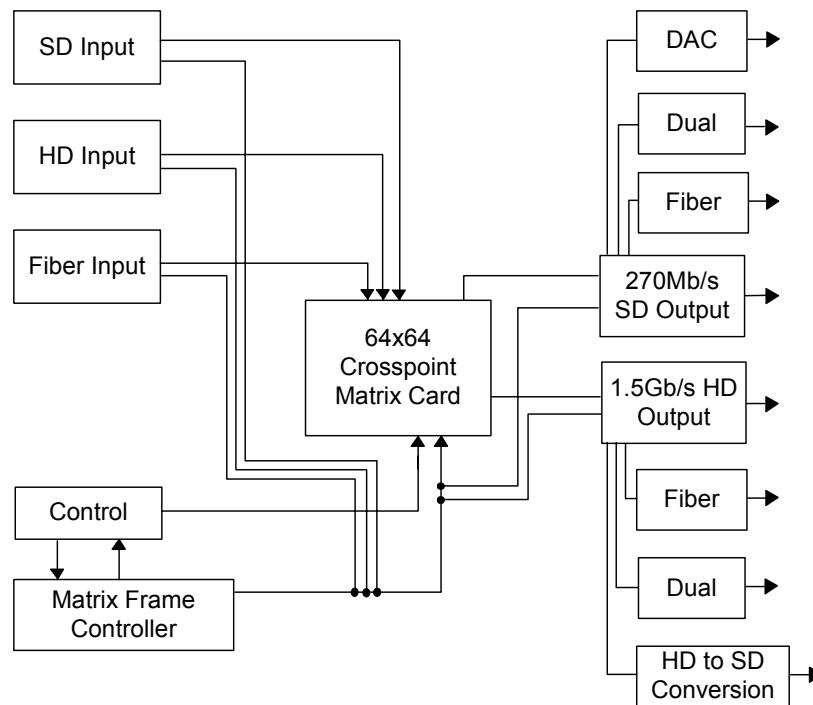 SD Input
HD Input
Fiber Input
64x64
Crosspoint
Matrix Card
Control
Matrix Frame
Controller
DAC
Dual
Fiber
270Mb/s
SD Output
1.5Gb/s HD
Output
Fiber
Dual
HD to SD
Conversion